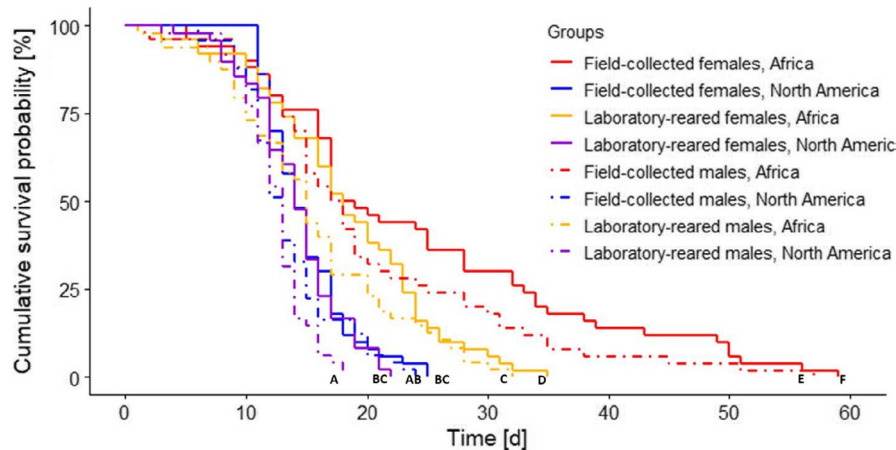 Groups
Field-collected females, Africa
Field-collected females, North America
Laboratory-reared females, Africa
Laboratory-reared females, North Americ
Field-collected males, Africa
Field-collected males, North America
Laboratory-reared males, Africa
Laboratory-reared males, North America
Cumulative survival probability [%]
100
75
50
25
0
A BC AB BC C D E F
0 10 20 30 40 50 60
Time [d]